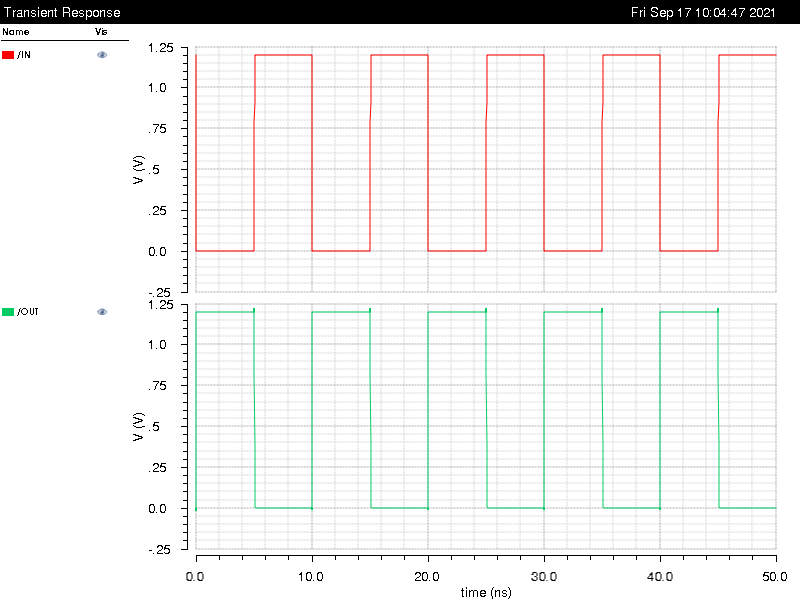 Transient Response
Fri Sep 17 10:04:47 2021
Name Vis
/IN
1.25
1.0
.75
.5
.25
0.0
-.25
V (V)
/OUT
1.25
1.0
.75
.5
.25
0.0
-.25
V (V)
0.0 10.0 20.0 30.0 40.0 50.0
time (ns)